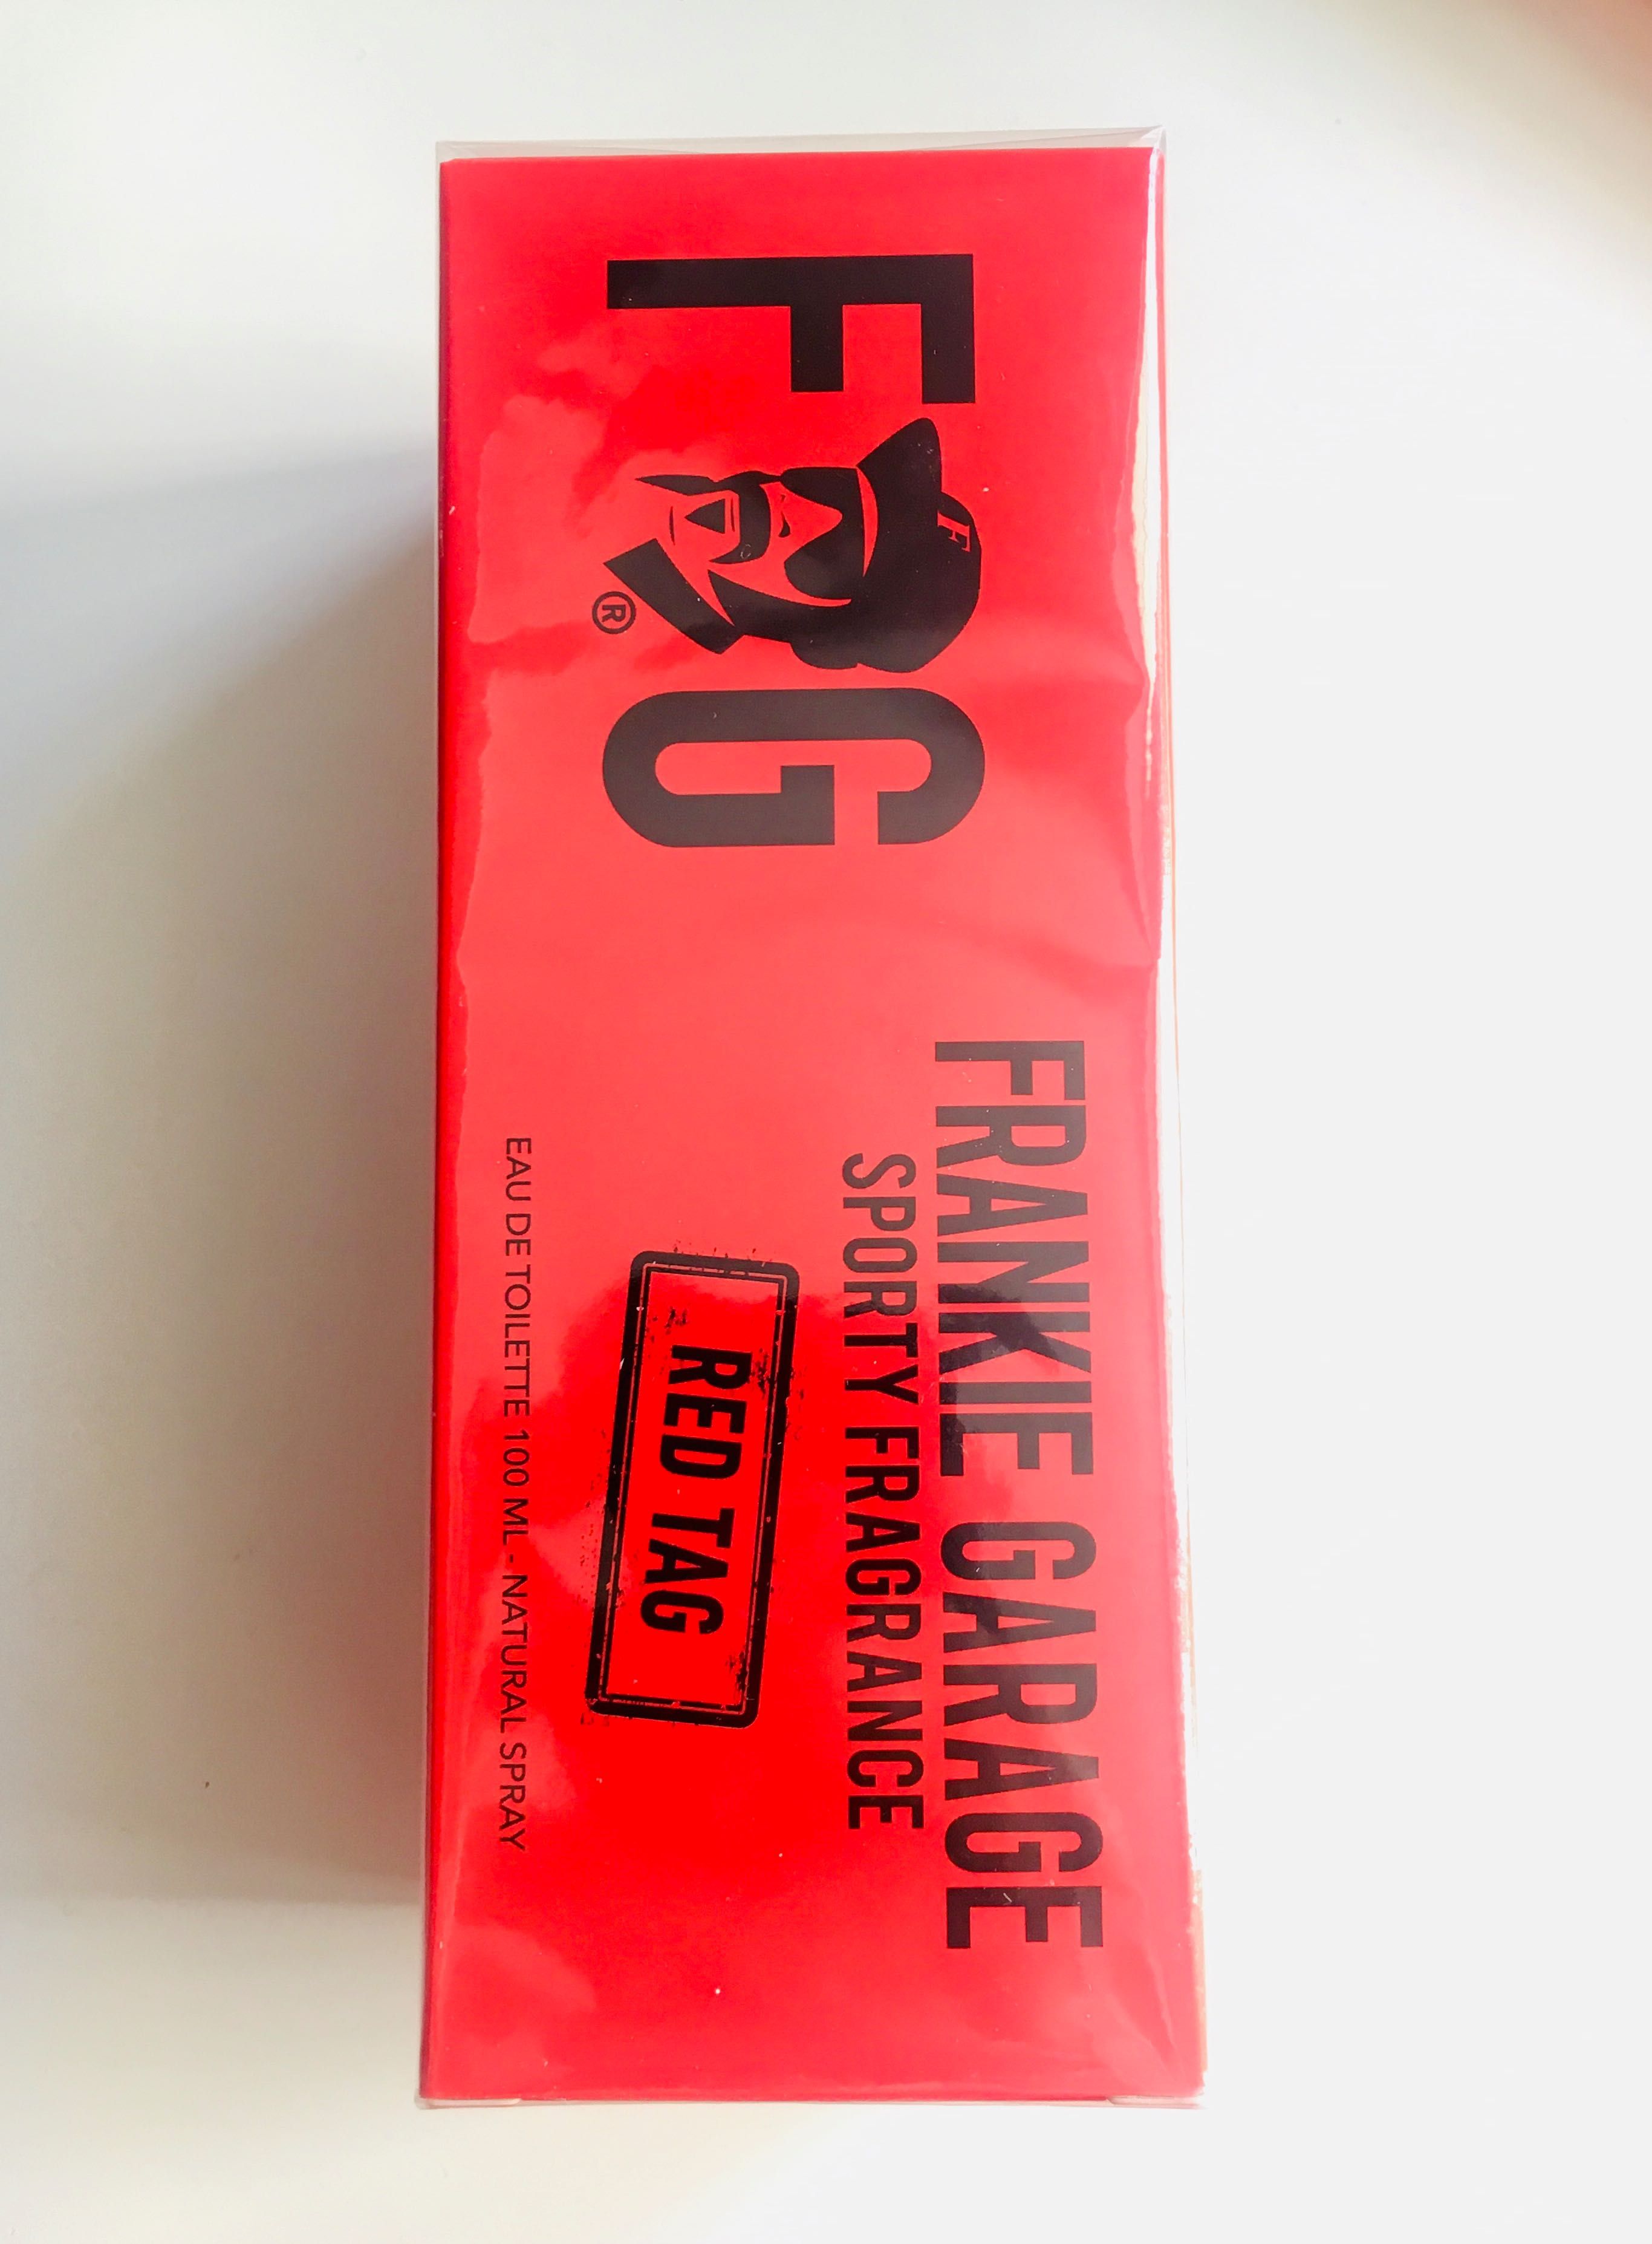 F G
F
®
FRANKIE GARAGE
SPORTY FRAGRANCE
RED TAG
EAU DE TOILETTE 100 ML - NATURAL SPRAY